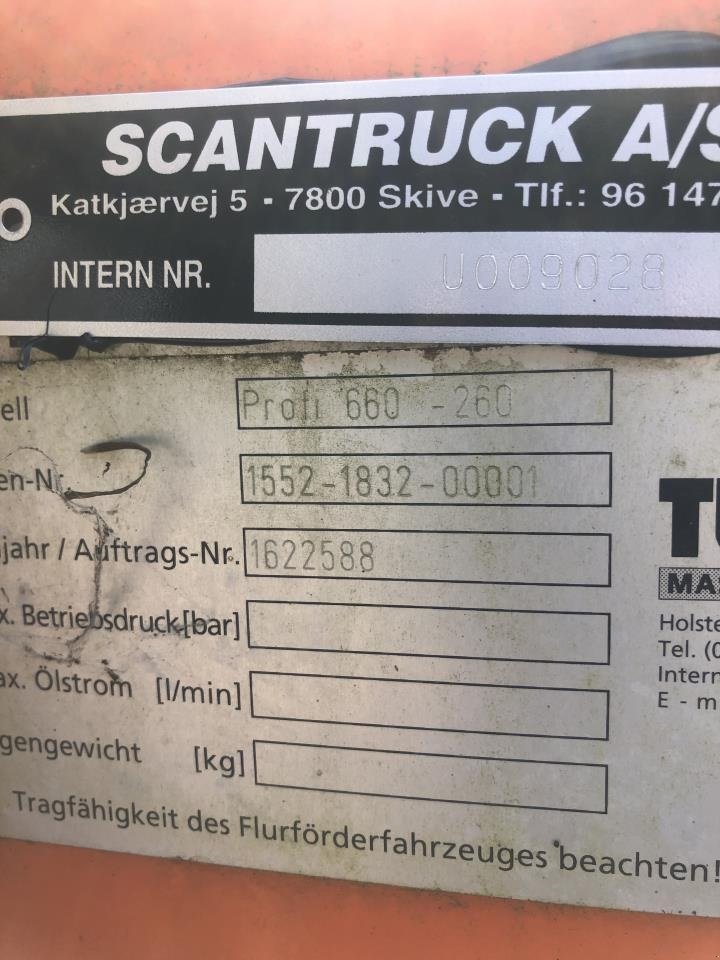 SCANTRUCK A/S
Katkjærvej 5 - 7800 Skive - Tlf.: 96 147
INTERN NR. U009028
ell Profi 660 -260
en-Nr. 1552-1832-00001
jahr / Auftrags-Nr. 1622588
x. Betriebsdruck[bar]
ax. Ölstrom [l/min]
gengewicht [kg]
Tragfähigkeit des Flurförderfahrzeuges beachten!
TU
MA
Holste
Tel. (0
Intern
E - m